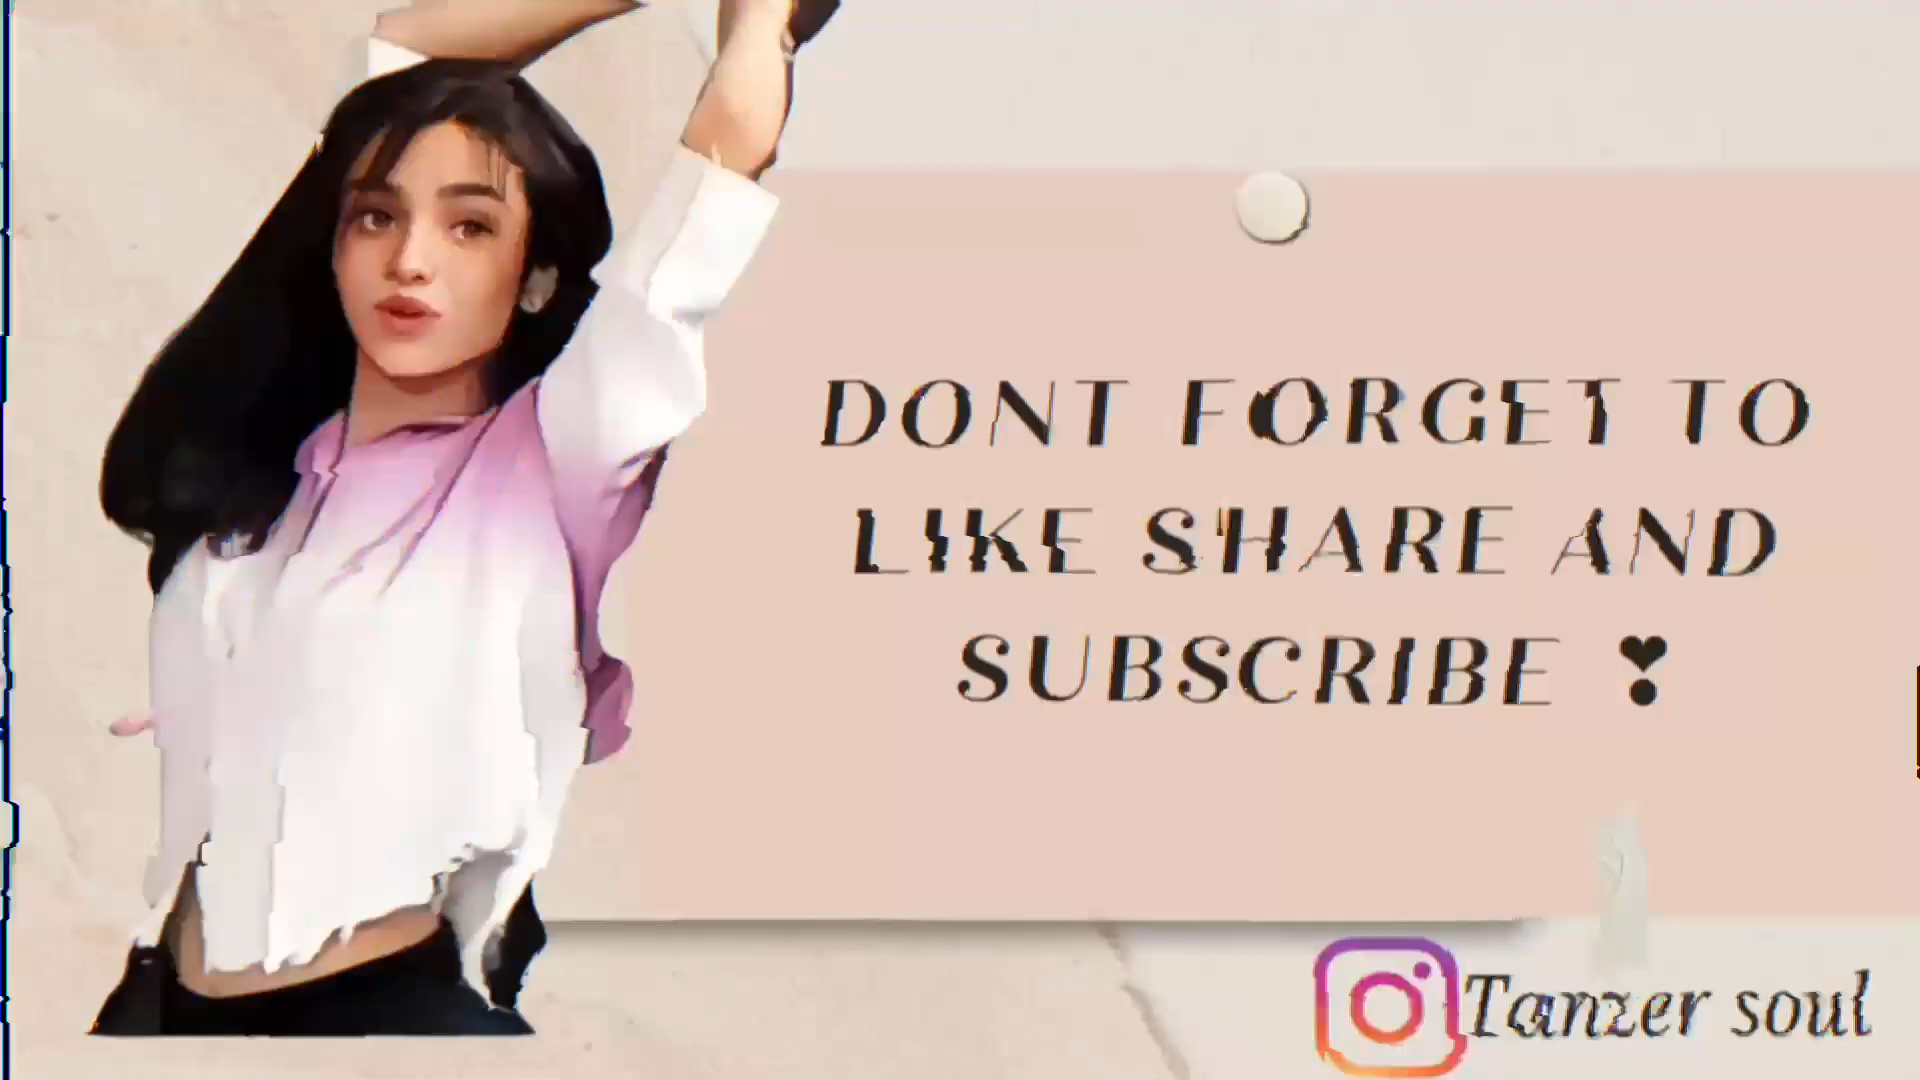 DONT FORGET TO
LIKE SHARE AND
SUBSCRIBE ❣
Tanzer soul